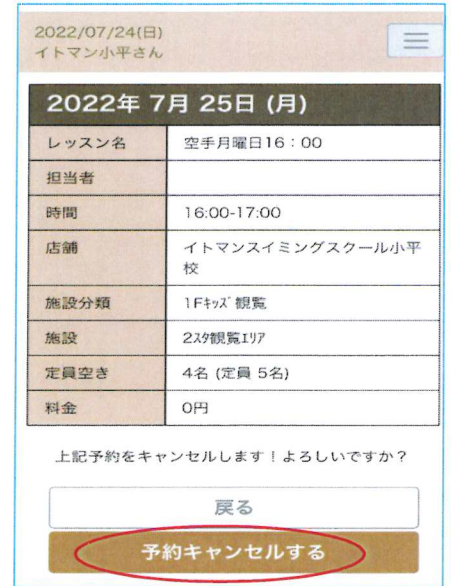 2022/07/24(日)
イトマン小平さん
2022年 7月 25日 (月)
レッスン名 空手月曜日16：00
担当者
時間 16:00-17:00
店舗 イトマンスイミングスクール小平
校
施設分類 1Fｷｯｽﾞ観覧
施設 2ｽﾀ観覧ｴﾘｱ
定員空き 4名 (定員 5名)
料金 0円
上記予約をキャンセルします！よろしいですか？
戻る
予約キャンセルする